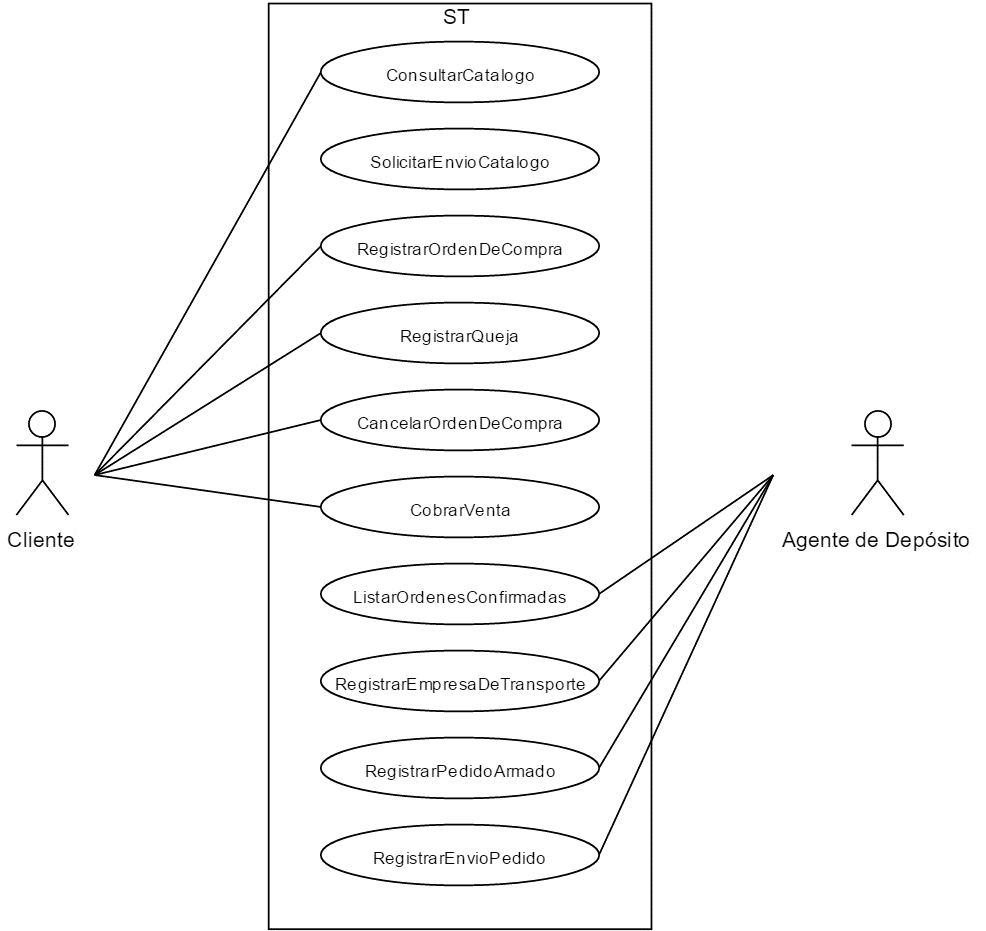 ST
ConsultarCatalogo
SolicitarEnvioCatalogo
RegistrarOrdenDeCompra
RegistrarQueja
CancelarOrdenDeCompra
CobrarVenta
Cliente
Agente de Depósito
ListarOrdenesConfirmadas
RegistrarEmpresaDeTransporte
RegistrarPedidoArmado
RegistrarEnvioPedido